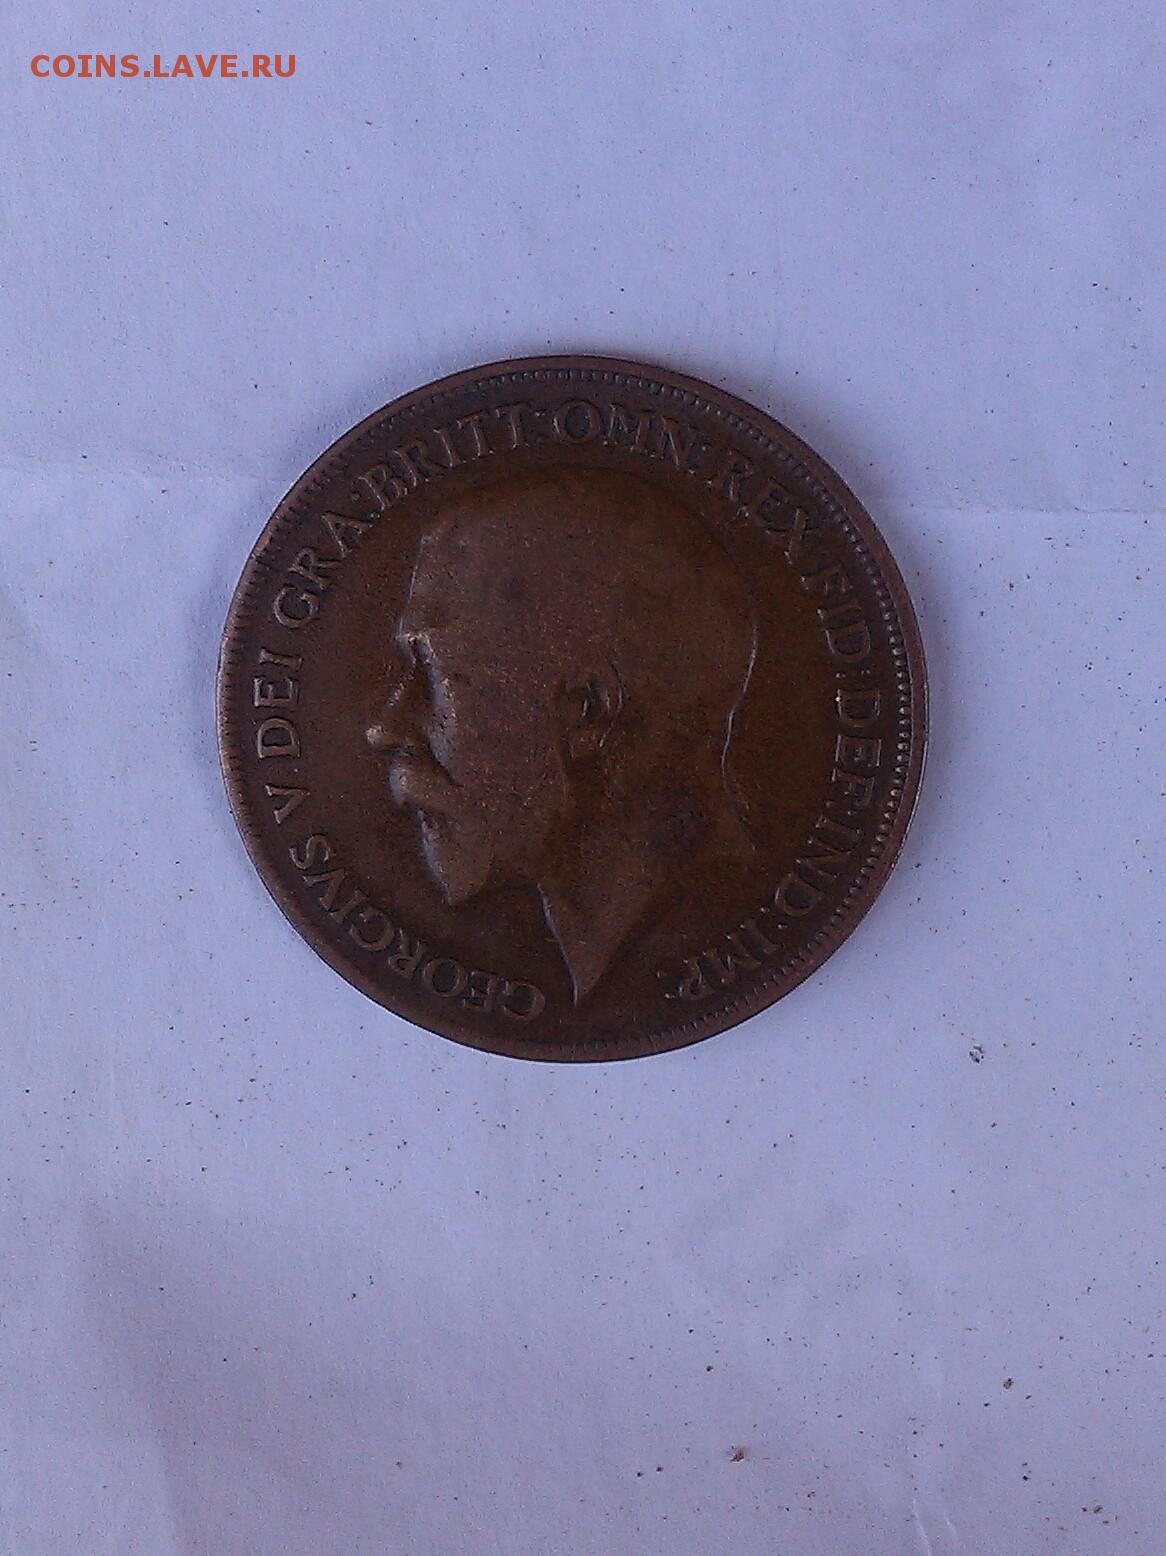 COINS.LAVE.RU
GEORGIVS V DEI GRA:BRITT:OMN:REX FID:DEF:IND:IMP: